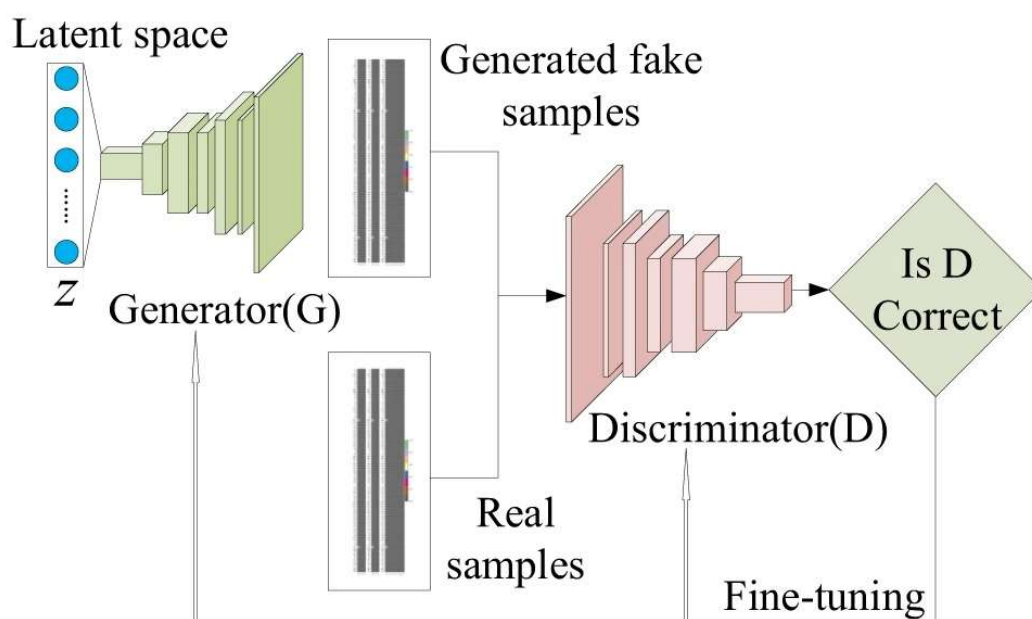 Latent space
z
Generator(G)
Generated fake
samples
Real
samples
Discriminator(D)
Is D
Correct
Fine-tuning